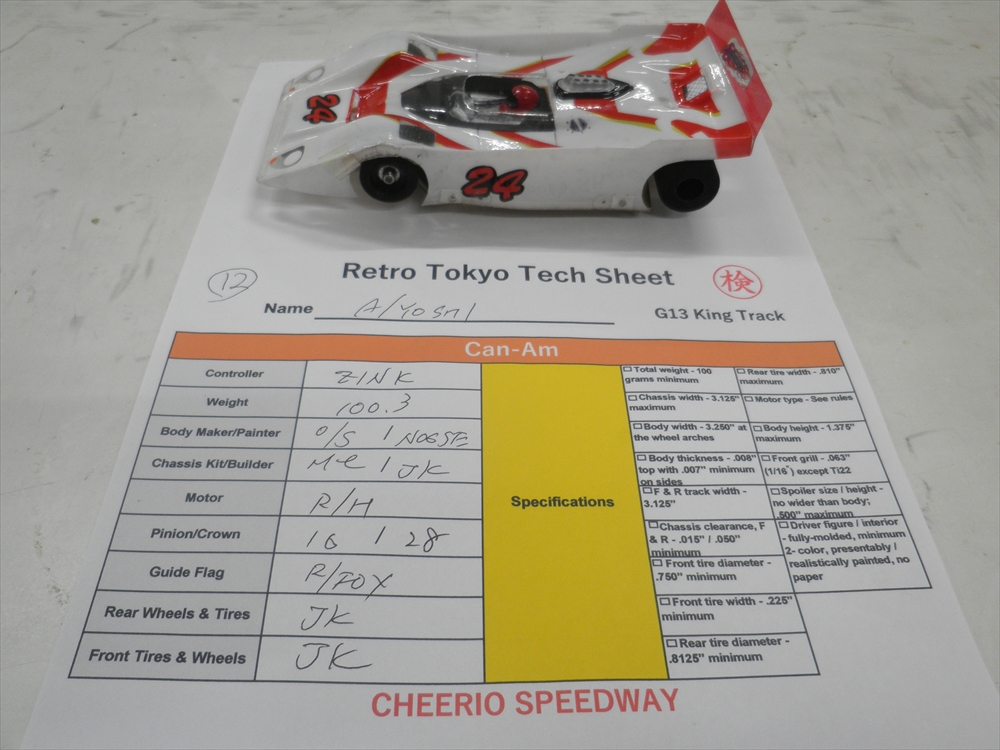 24
24
Retro Tokyo Tech Sheet
12
検
Name
G13 King Track
Can-Am
Controller ZINK
Weight 100.3
Body Maker/Painter O/S /
Chassis Kit/Builder / JK
Motor R/H
Pinion/Crown 16 / 28
Guide Flag R/FOX
Rear Wheels & Tires JK
Front Tires & Wheels JK
Specifications
Total weight - 100 grams minimum
Rear tire width - .810" maximum
Chassis width - 3.125" maximum
Motor type - See rules
Body width - 3.250" at the wheel arches
Body height - 1.375" maximum
Body thickness - .008" top with .007" minimum on sides
Front grill - .063" (1/16") except Ti22
F & R track width - 3.125"
Spoiler size / height - no wider than body; .500" maximum
Chassis clearance, F & R - .015" / .050" minimum
Driver figure / interior - fully-molded, minimum 2- color, presentably / realistically painted, no paper
Front tire diameter - .750" minimum
Front tire width - .225" minimum
Rear tire diameter - .8125" minimum
CHEERIO SPEEDWAY